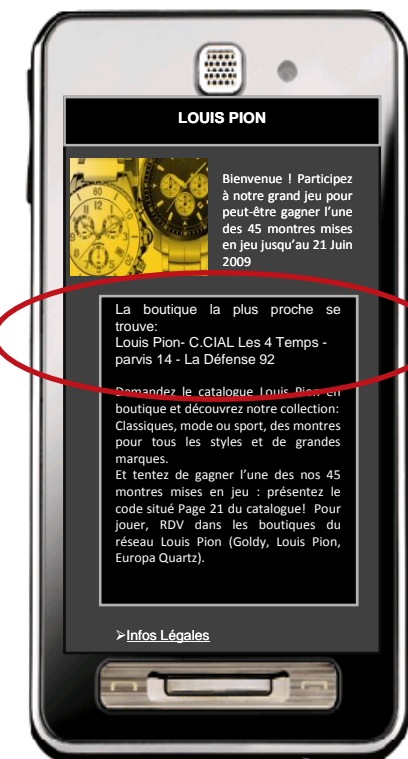 LOUIS PION
Bienvenue ! Participez
à notre grand jeu pour
peut-être gagner l'une
des 45 montres mises
en jeu jusqu'au 21 Juin
2009
La boutique la plus proche se
trouve:
Louis Pion- C.CIAL Les 4 Temps -
parvis 14 - La Défense 92
Demandez le catalogue Louis Pion en
boutique et découvrez notre collection:
Classiques, mode ou sport, des montres
pour tous les styles et de grandes
marques.
Et tentez de gagner l'une des nos 45
montres mises en jeu : présentez le
code situé Page 21 du catalogue! Pour
jouer, RDV dans les boutiques du
réseau Louis Pion (Goldy, Louis Pion,
Europa Quartz).
➢Infos Légales